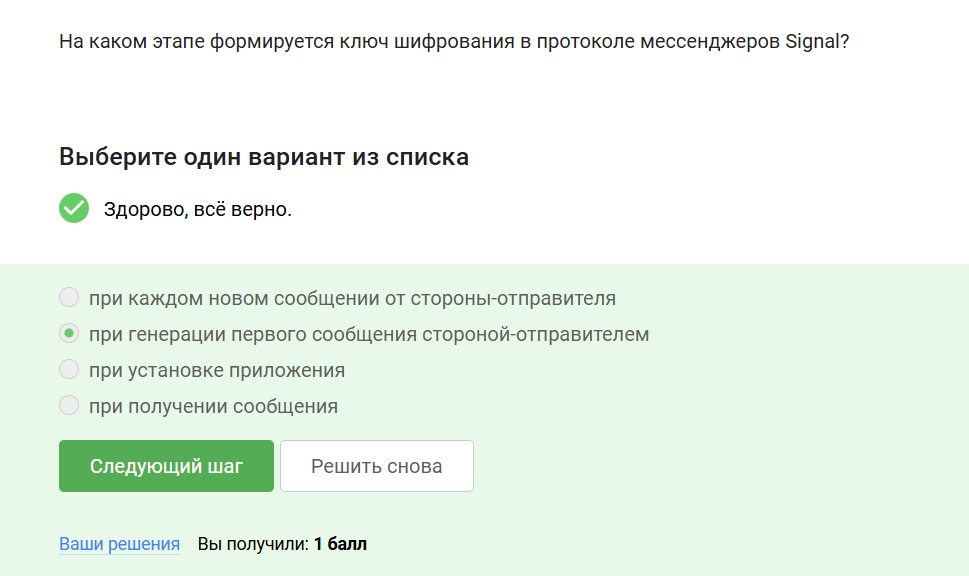 На каком этапе формируется ключ шифрования в протоколе мессенджеров Signal?
Выберите один вариант из списка
Здорово, всё верно.
при каждом новом сообщении от стороны-отправителя
при генерации первого сообщения стороной-отправителем
при установке приложения
при получении сообщения
Следующий шаг
Решить снова
Ваши решения Вы получили: 1 балл